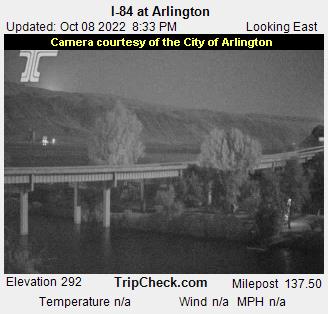 I-84 at Arlington
Updated: Oct 08 2022 8:33 PM Looking East
Camera courtesy of the City of Arlington
Elevation 292 TripCheck.com Milepost 137.50
Temperature n/a Wind n/a MPH n/a